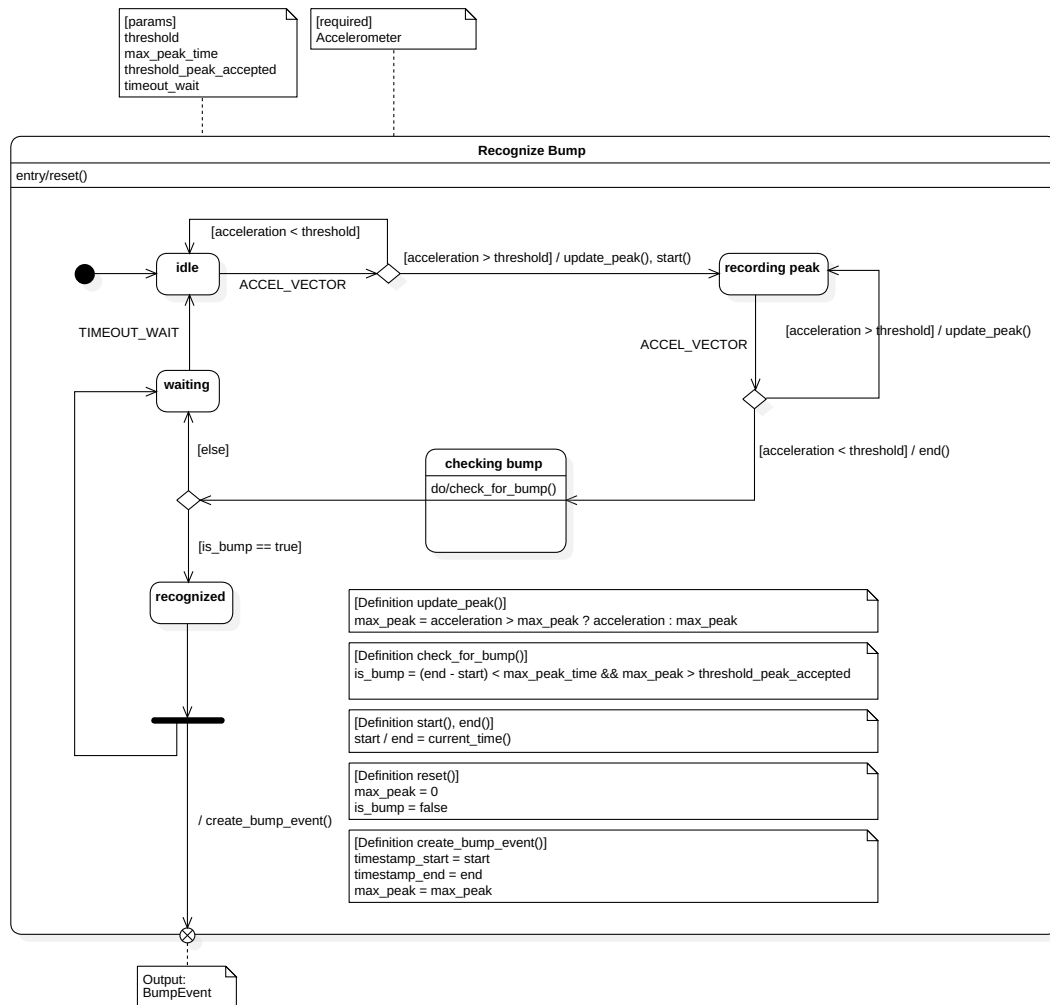 [params]
threshold
max_peak_time
threshold_peak_accepted
timeout_wait
[required]
Accelerometer
Recognize Bump
entry/reset()
[acceleration < threshold]
idle
ACCEL_VECTOR
[acceleration > threshold] / update_peak(), start()
recording peak
TIMEOUT_WAIT
ACCEL_VECTOR
[acceleration > threshold] / update_peak()
waiting
[else]
checking bump
do/check_for_bump()
[acceleration < threshold] / end()
[is_bump == true]
recognized
[Definition update_peak()]
max_peak = acceleration > max_peak ? acceleration : max_peak
[Definition check_for_bump()]
is_bump = (end - start) < max_peak_time && max_peak > threshold_peak_accepted
[Definition start(), end()]
start / end = current_time()
[Definition reset()]
max_peak = 0
is_bump = false
/ create_bump_event()
[Definition create_bump_event()]
timestamp_start = start
timestamp_end = end
max_peak = max_peak
Output:
BumpEvent